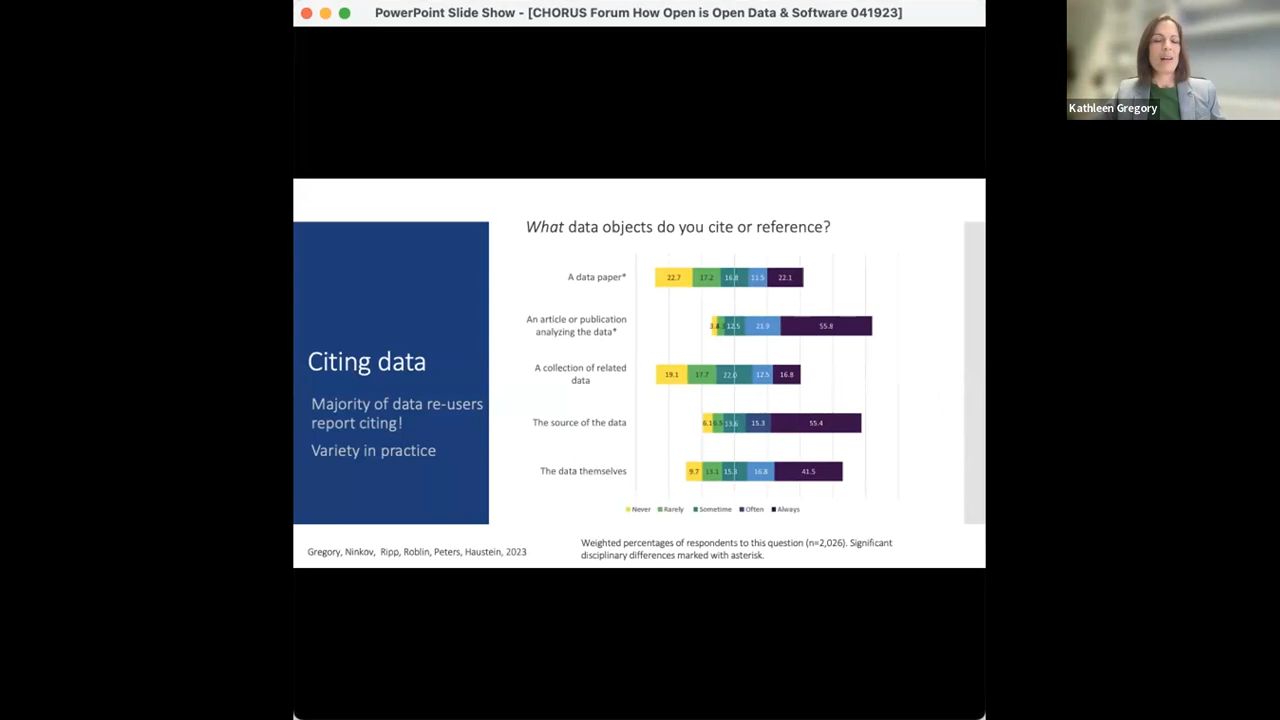 PowerPoint Slide Show - [CHORUS Forum How Open is Open Data & Software 041923]
Kathleen Gregory
What data objects do you cite or reference?
Citing data
Majority of data re-users
report citing!
Variety in practice
A data paper*
22.7 17.2 16.8 11.5 22.1
An article or publication
analyzing the data*
12.5 21.9 55.8
A collection of related
data
19.1 17.7 22.0 12.5 16.8
The source of the data
6.1 13.6 15.3 55.4
The data themselves
9.7 13.1 15.3 16.8 41.5
Never Rarely Sometime Often Always
Gregory, Ninkov, Ripp, Roblin, Peters, Haustein, 2023
Weighted percentages of respondents to this question (n=2,026). Significant
disciplinary differences marked with asterisk.